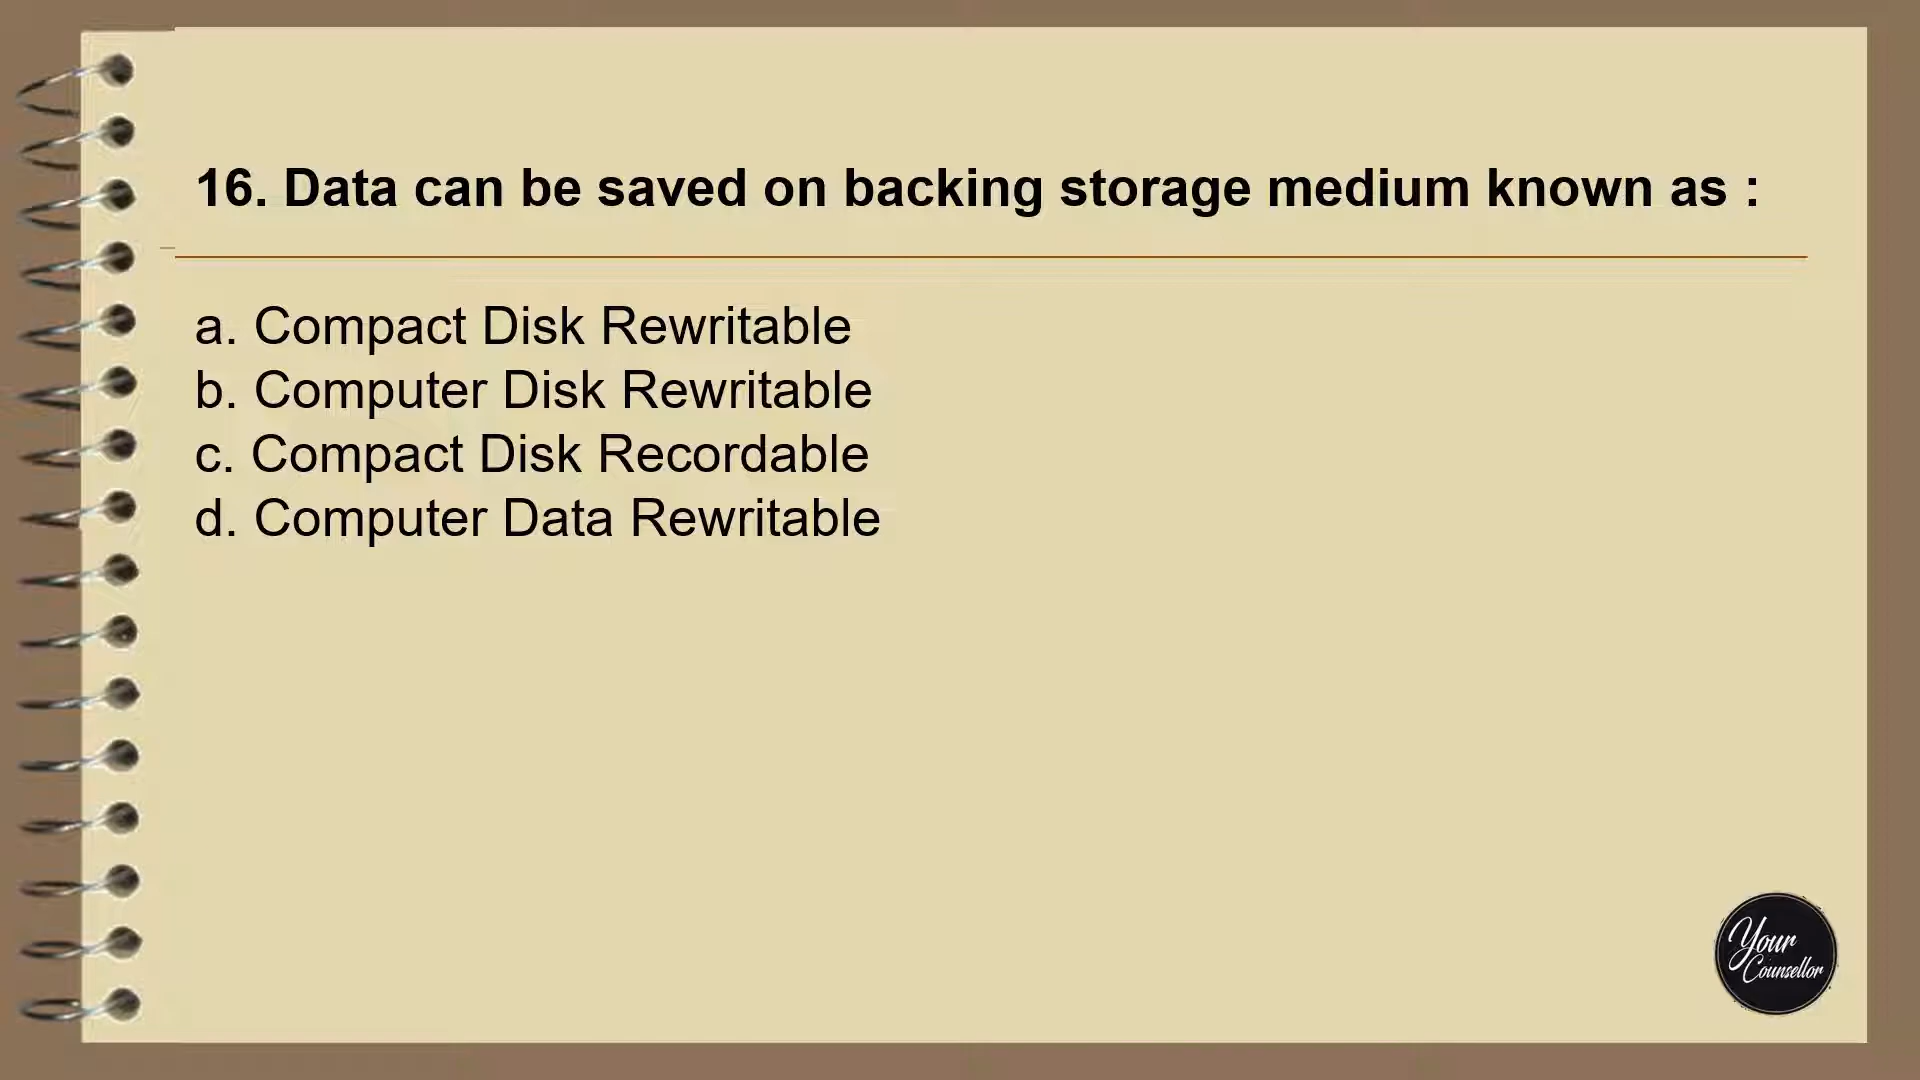 16. Data can be saved on backing storage medium known as :
a. Compact Disk Rewritable
b. Computer Disk Rewritable
c. Compact Disk Recordable
d. Computer Data Rewritable
Your
Counsellor